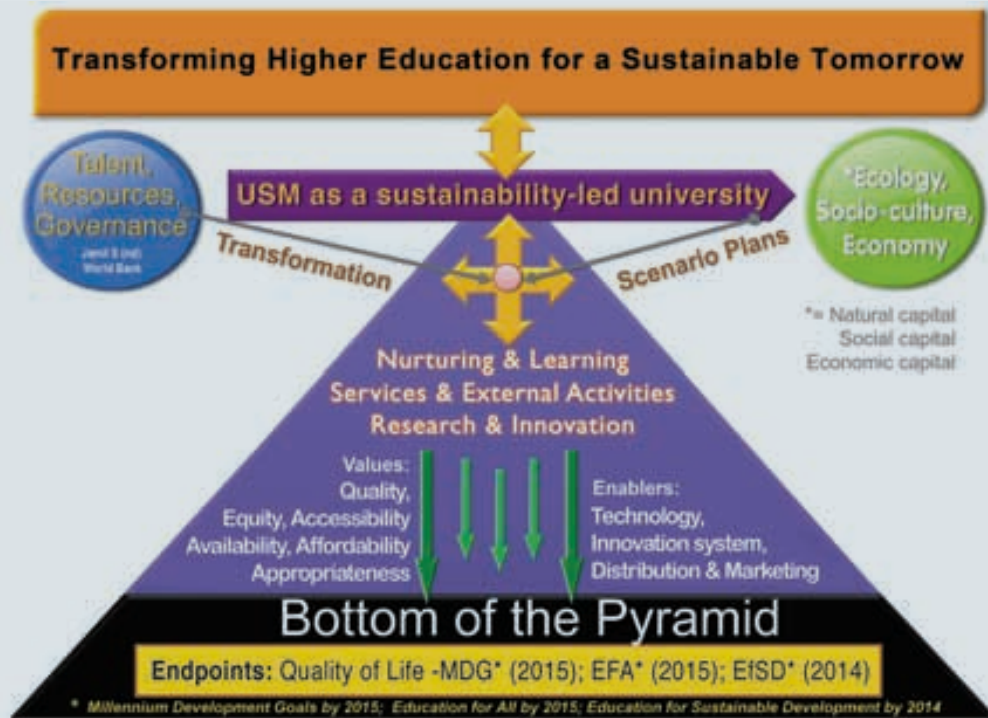 Transforming Higher Education for a Sustainable Tomorrow
Talent,
Resources,
Governance
Jamil S (nd)
World Bank
USM as a sustainability-led university
*Ecology,
Socio-culture,
Economy
Transformation
Scenario Plans
*= Natural capital
Social capital
Economic capital
Nurturing & Learning
Services & External Activities
Research & Innovation
Values:
Quality,
Equity, Accessibility
Availability, Affordability
Appropriateness
Enablers:
Technology,
Innovation system,
Distribution & Marketing
Bottom of the Pyramid
Endpoints: Quality of Life -MDG* (2015); EFA* (2015); EfSD* (2014)
* Millennium Development Goals by 2015; Education for All by 2015; Education for Sustainable Development by 2014